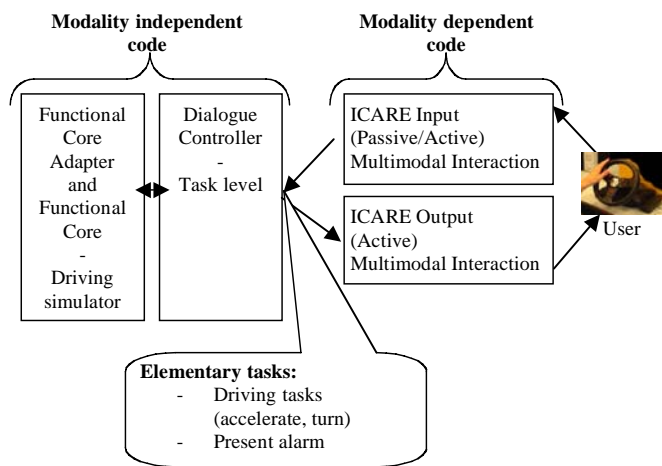 Modality independent
code
Modality dependent
code
Functional
Core
Adapter
and
Functional
Core
-
Driving
simulator
Dialogue
Controller
-
Task level
ICARE Input
(Passive/Active)
Multimodal Interaction
ICARE Output
(Active)
Multimodal Interaction
User
Elementary tasks:
- Driving tasks
(accelerate, turn)
- Present alarm